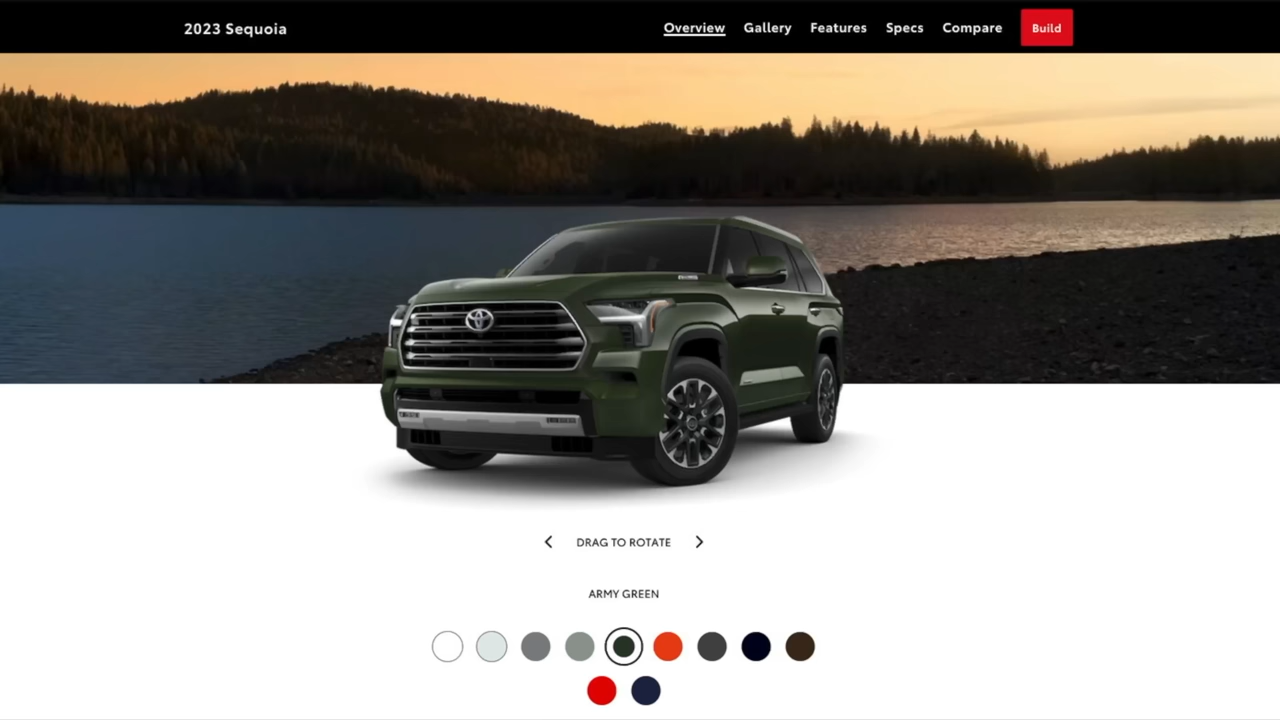 2023 Sequoia
Overview Gallery Features Specs Compare Build
DRAG TO ROTATE
ARMY GREEN